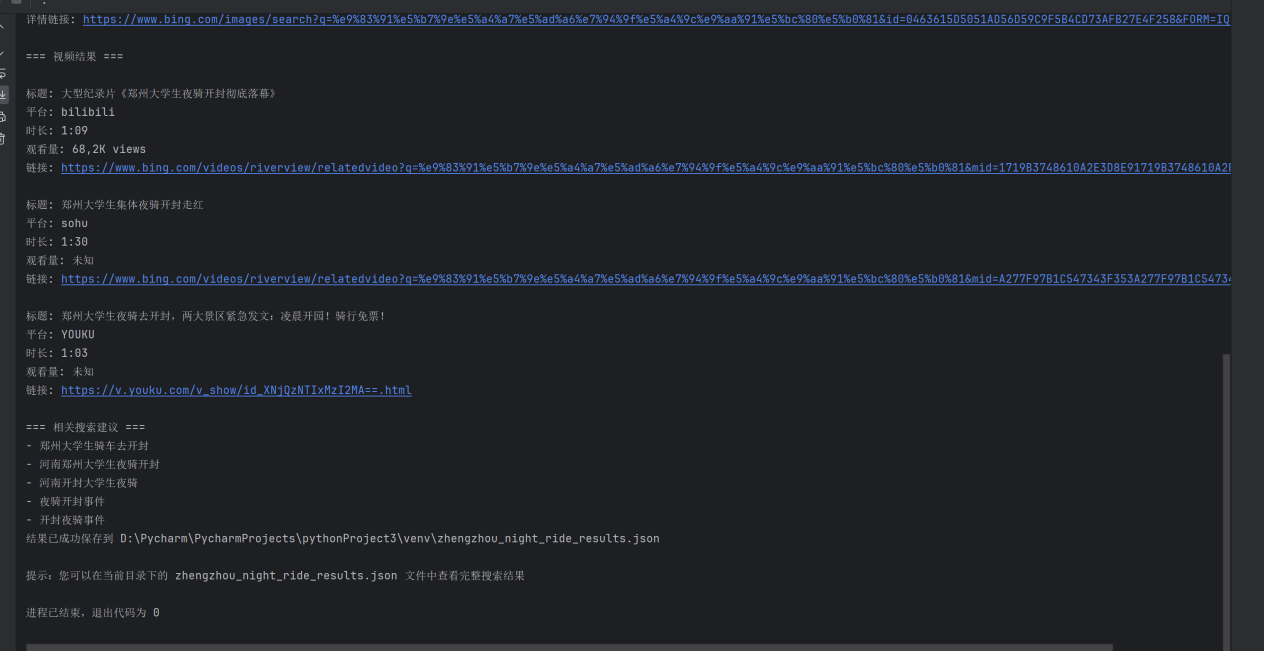 详情链接: https://www.bing.com/images/search?q=%e9%83%91%e5%b7%9e%e5%a4%a7%e5%ad%a6%e7%94%9f%e5%a4%9c%e9%aa%91%e5%bc%80%e5%b0%81&id=0463615D5051AD56D59C9F5B4CD73AFB27E4F258&FORM=IQ
=== 视频结果 ===
标题: 大型纪录片《郑州大学生夜骑开封彻底落幕》
平台: bilibili
时长: 1:09
观看量: 68,2K views
链接: https://www.bing.com/videos/riverview/relatedvideo?q=%e9%83%91%e5%b7%9e%e5%a4%a7%e5%ad%a6%e7%94%9f%e5%a4%9c%e9%aa%91%e5%bc%80%e5%b0%81&mid=1719B3748610A2E3D8E91719B3748610A2E
标题: 郑州大学生集体夜骑开封走红
平台: sohu
时长: 1:30
观看量: 未知
链接: https://www.bing.com/videos/riverview/relatedvideo?q=%e9%83%91%e5%b7%9e%e5%a4%a7%e5%ad%a6%e7%94%9f%e5%a4%9c%e9%aa%91%e5%bc%80%e5%b0%81&mid=A277F97B1C547343F353A277F97B1C54734
标题: 郑州大学生夜骑去开封，两大景区紧急发文：凌晨开园！骑行免票！
平台: YOUKU
时长: 1:03
观看量: 未知
链接: https://v.youku.com/v_show/id_XNjQzNTIxMzI2MA==.html
=== 相关搜索建议 ===
- 郑州大学生骑车去开封
- 河南郑州大学生夜骑开封
- 河南开封大学生夜骑
- 夜骑开封事件
- 开封夜骑事件
结果已成功保存到 D:\Pycharm\PycharmProjects\pythonProject3\venv\zhengzhou_night_ride_results.json
提示：您可以在当前目录下的 zhengzhou_night_ride_results.json 文件中查看完整搜索结果
进程已结束，退出代码为 0